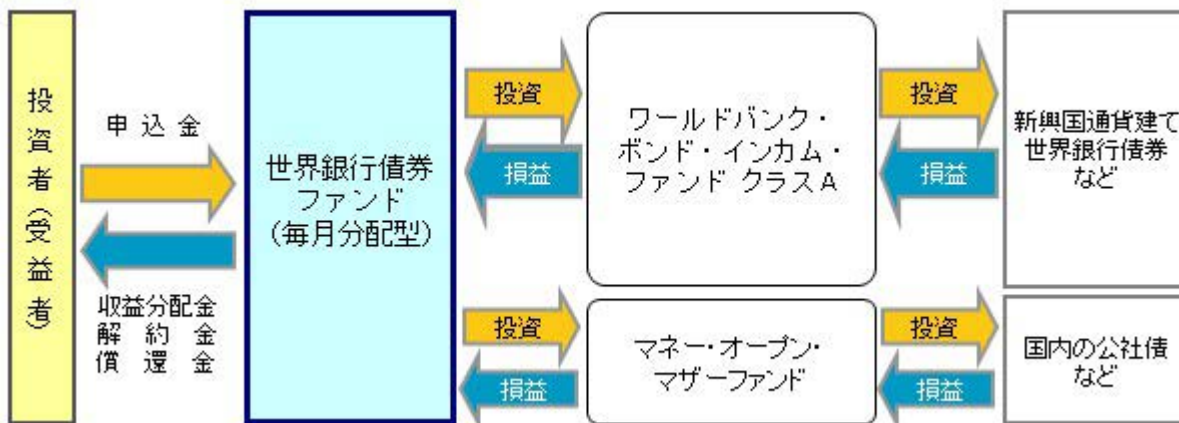 投資者(受益者)
申込金
収益分配金
解約金
償還金
世界銀行債券
ファンド
(毎月分配型)
投資
損益
ワールドバンク・
ボンド・インカム・
ファンド クラスA
投資
損益
新興国通貨建て
世界銀行債券
など
投資
損益
マネー・オープン・
マザーファンド
投資
損益
国内の公社債
など